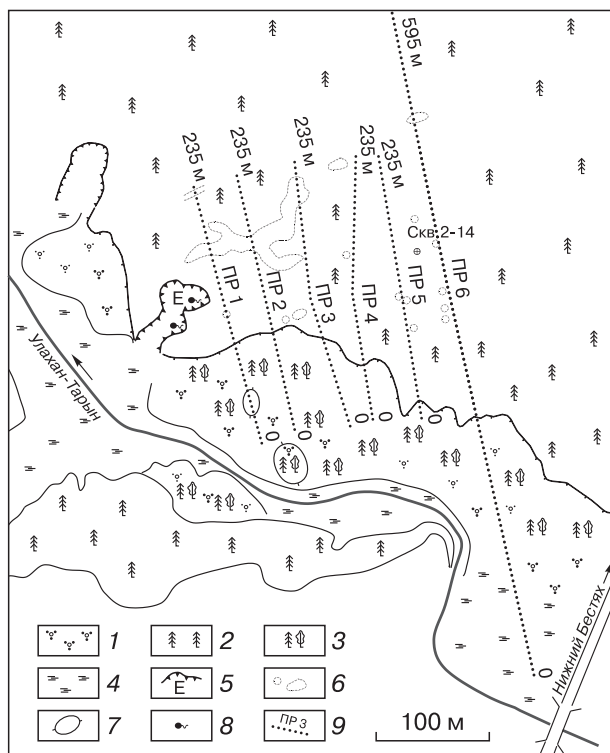 595 м
235 м
235 м
235 м
235 м
235 м
Скв.2-14
ПР 1
ПР 2
ПР 3
ПР 4
ПР 5
ПР 6
Е
Улахан-Тарын
0
0
0
0
0
0
Нижний Бестях
1
2
3
4
Е
5
6
7
8
ПР 3
9
100 м